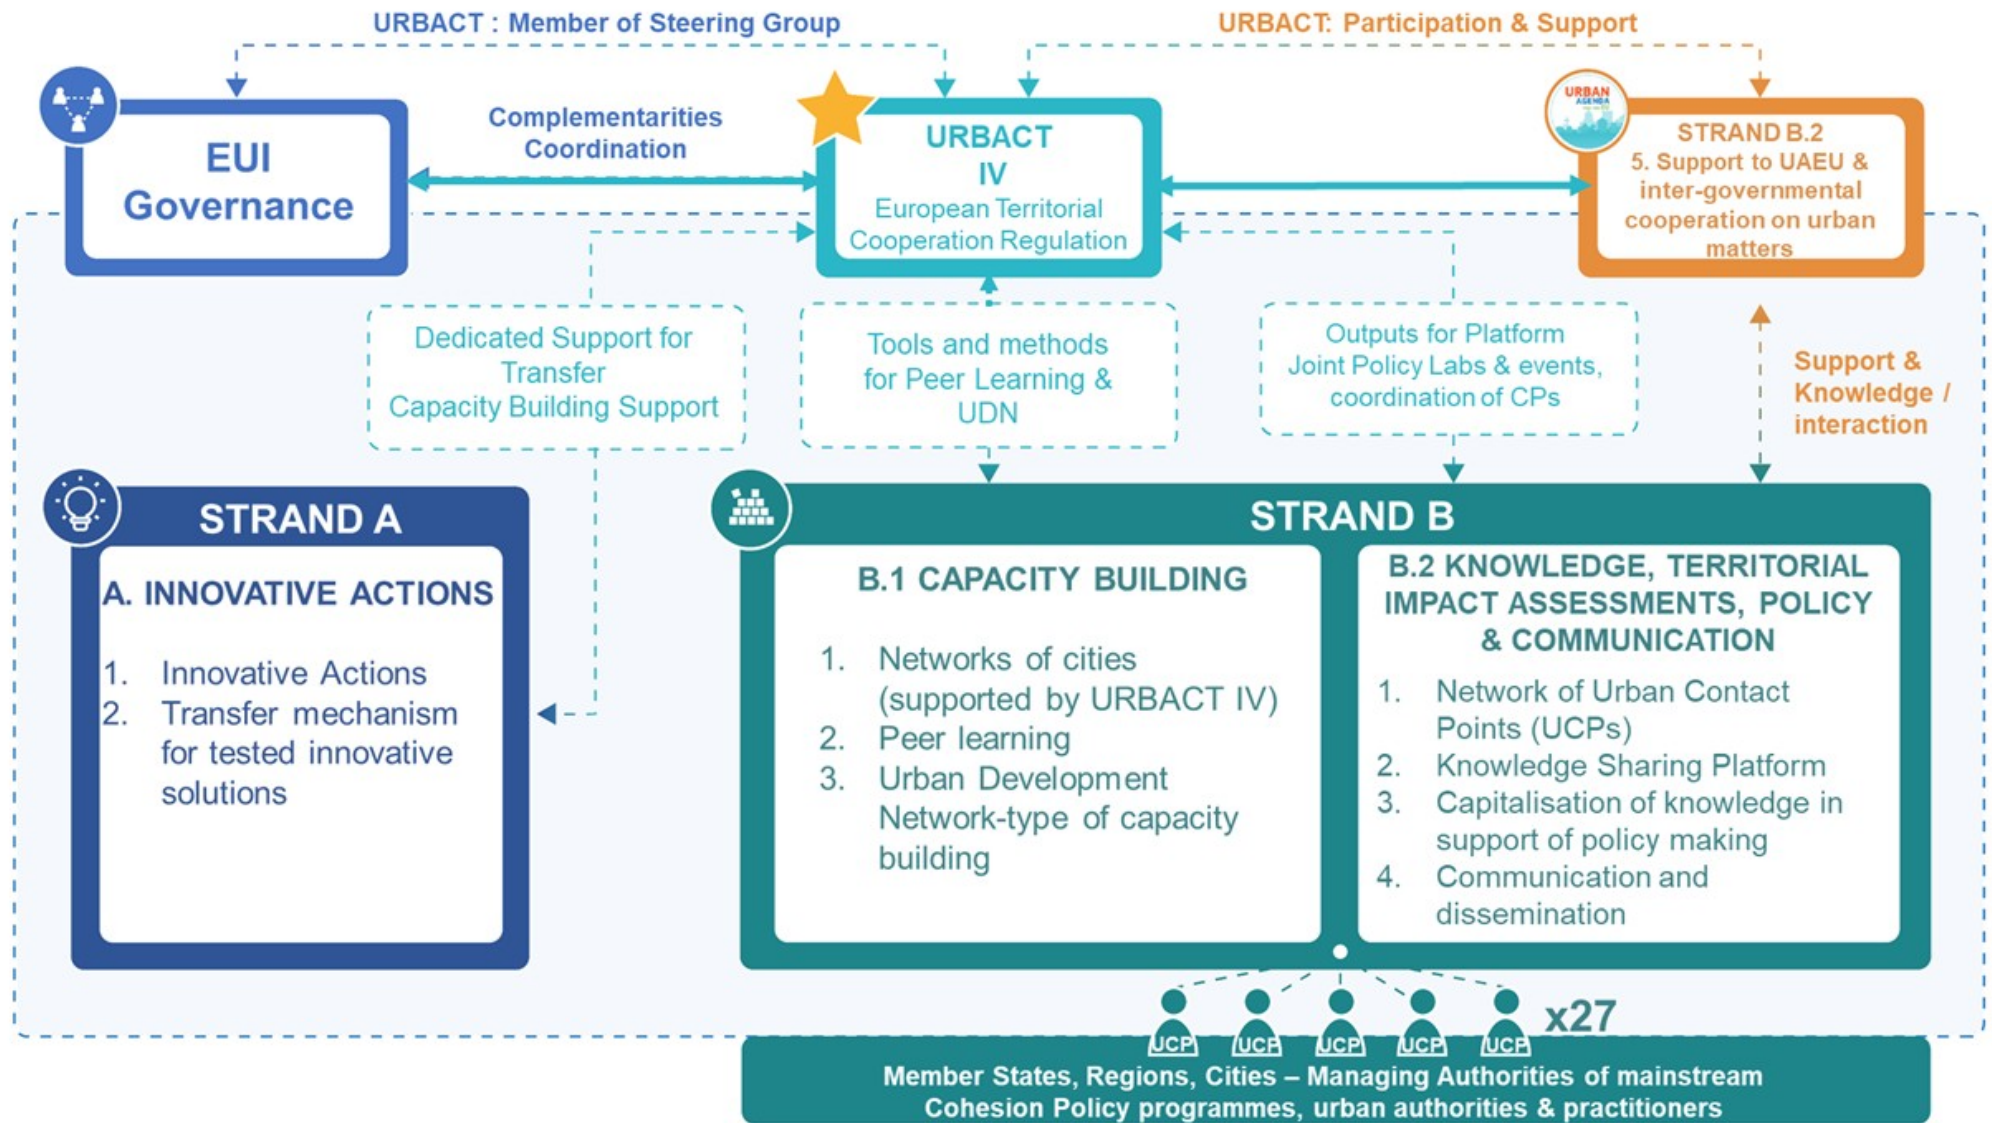 URBACT : Member of Steering Group
URBACT: Participation & Support
EUI
Governance
Complementarities
Coordination
URBACT
IV
European Territorial
Cooperation Regulation
URBAN
AGENDA
STRAND B.2
5. Support to UAEU &
inter-governmental
cooperation on urban
matters
Dedicated Support for
Transfer
Capacity Building Support
Tools and methods
for Peer Learning &
UDN
Outputs for Platform
Joint Policy Labs & events,
coordination of CPs
Support &
Knowledge /
interaction
STRAND A
A. INNOVATIVE ACTIONS
1. Innovative Actions
2. Transfer mechanism
for tested innovative
solutions
STRAND B
B.1 CAPACITY BUILDING
1. Networks of cities
(supported by URBACT IV)
2. Peer learning
3. Urban Development
Network-type of capacity
building
B.2 KNOWLEDGE, TERRITORIAL
IMPACT ASSESSMENTS, POLICY
& COMMUNICATION
1. Network of Urban Contact
Points (UCPs)
2. Knowledge Sharing Platform
3. Capitalisation of knowledge in
support of policy making
4. Communication and
dissemination
x27
UCP UCP UCP UCP UCP
Member States, Regions, Cities – Managing Authorities of mainstream
Cohesion Policy programmes, urban authorities & practitioners